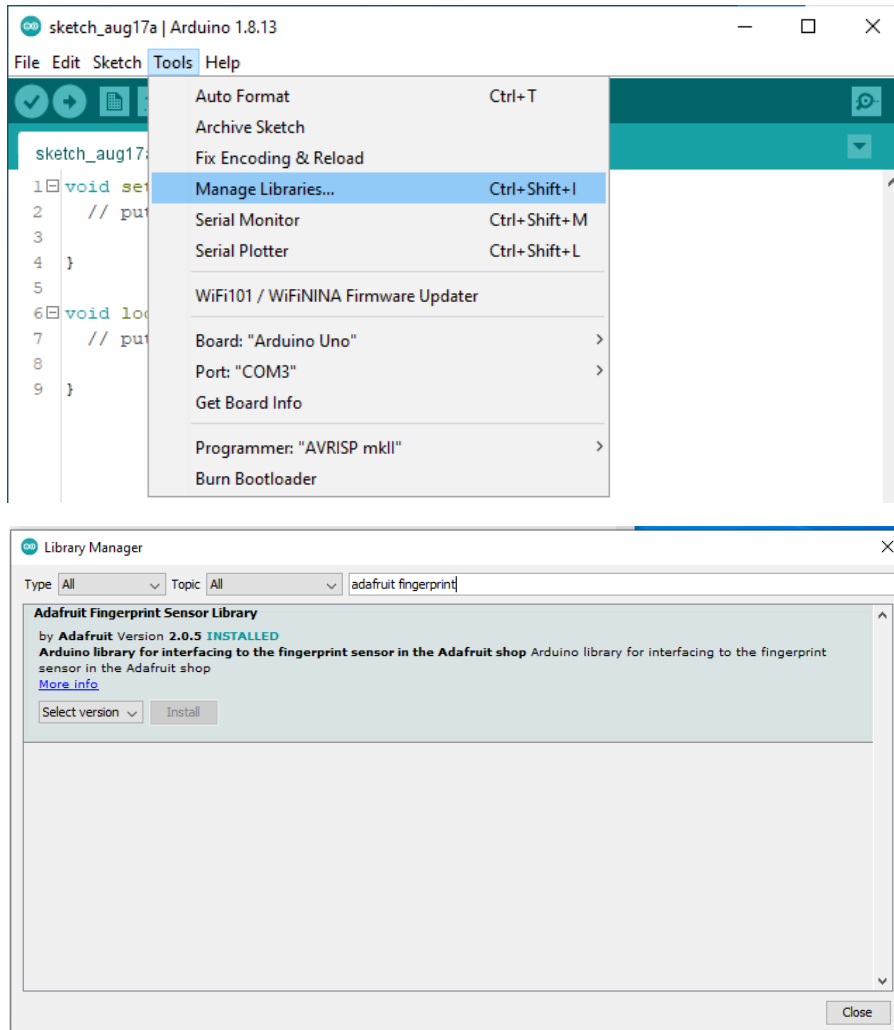 sketch_aug17a | Arduino 1.8.13
File Edit Sketch Tools Help
Auto Format Ctrl+T
Archive Sketch
sketch_aug17a
Fix Encoding & Reload
1 void set
Manage Libraries... Ctrl+Shift+I
2 // put
Serial Monitor Ctrl+Shift+M
3
Serial Plotter Ctrl+Shift+L
4 }
5
WiFi101 / WiFiNINA Firmware Updater
6 void loo
7 // put
Board: "Arduino Uno"
8
Port: "COM3"
9 }
Get Board Info
Programmer: "AVRISP mkII"
Burn Bootloader
Library Manager
Type All Topic All adafruit fingerprint
Adafruit Fingerprint Sensor Library
by Adafruit Version 2.0.5 INSTALLED
Arduino library for interfacing to the fingerprint sensor in the Adafruit shop Arduino library for interfacing to the fingerprint
sensor in the Adafruit shop
More info
Select version Install
Close